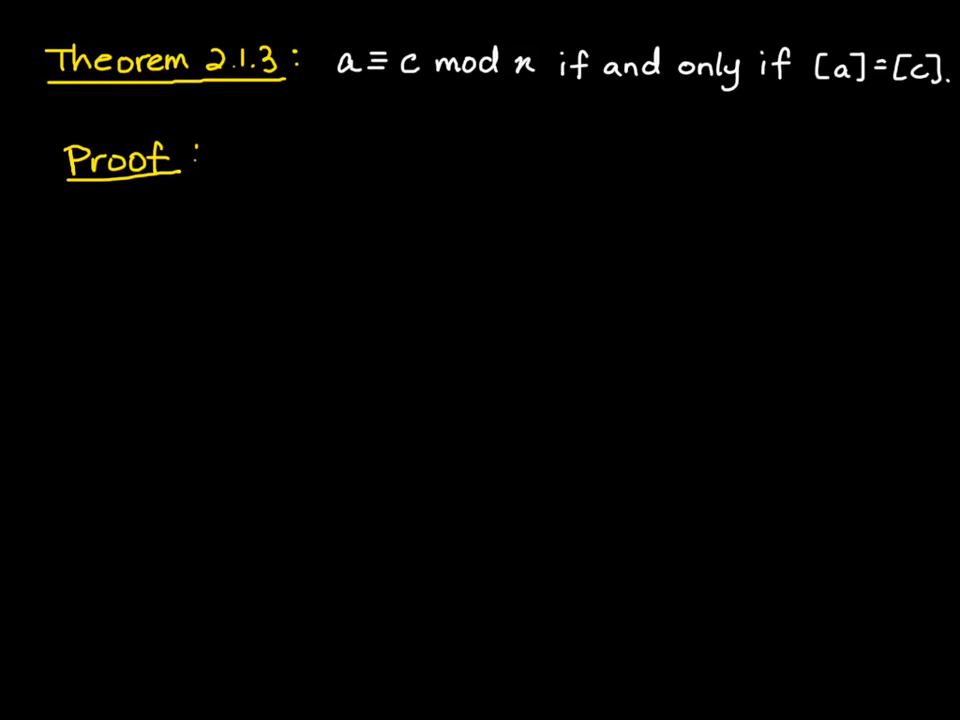 Theorem 2.1.3: a ≡ c mod n if and only if [a]=[c].
Proof: